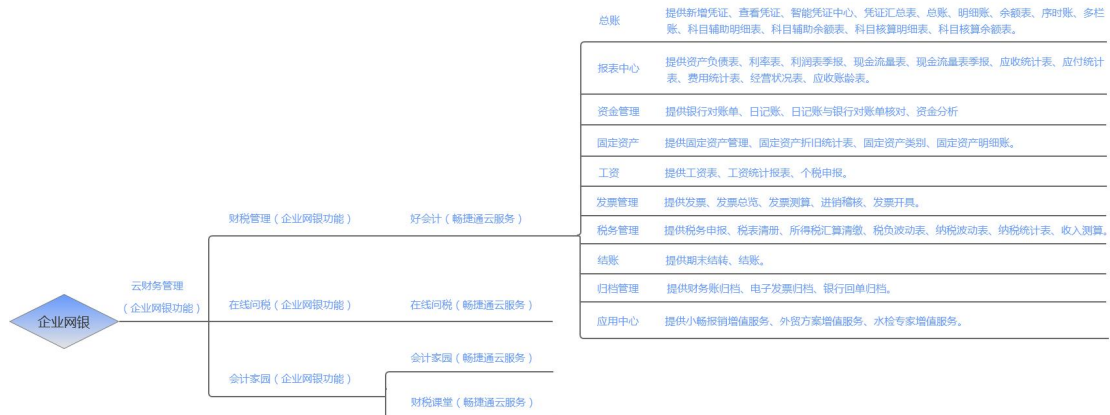 企业网银
云财务管理
（企业网银功能）
财税管理（企业网银功能）
好会计（畅捷通云服务）
总账
提供新增凭证、查看凭证、智能凭证中心、凭证汇总表、总账、明细账、余额表、序时账、多栏
账、科目辅助明细表、科目辅助余额表、科目核算明细表、科目核算余额表。
报表中心
提供资产负债表、利率表、利润表季报、现金流量表、现金流量表季报、应收统计表、应付统计
表、费用统计表、经营状况表、应收账龄表。
资金管理
提供银行对账单、日记账、日记账与银行对账单核对、资金分析
固定资产
提供固定资产管理、固定资产折旧统计表、固定资产类别、固定资产明细账。
工资
提供工资表、工资统计报表、个税申报。
发票管理
提供发票、发票总览、发票测算、进销稽核、发票开具。
税务管理
提供税务申报、税表清册、所得税汇算清缴、税负波动表、纳税波动表、纳税统计表、收入测算。
结账
提供期末结转、结账。
归档管理
提供财务账归档、电子发票归档、银行回单归档。
应用中心
提供小畅报销增值服务、外贸方案增值服务、水检专家增值服务。
在线问税（企业网银功能）
在线问税（畅捷通云服务）
会计家园（企业网银功能）
会计家园（畅捷通云服务）
财税课堂（畅捷通云服务）